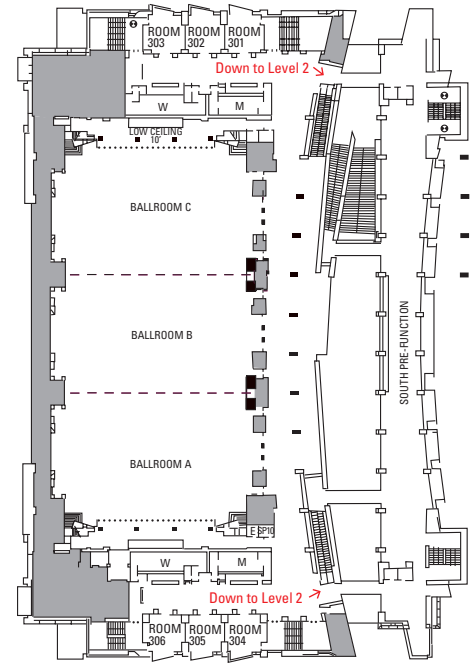 ROOM ROOM ROOM
303 302 301
Down to Level 2
W M
LOW CEILING
10'
BALLROOM C
BALLROOM B
SOUTH PRE-FUNCTION
BALLROOM A
E SP10
W M
Down to Level 2
ROOM ROOM ROOM
306 305 304